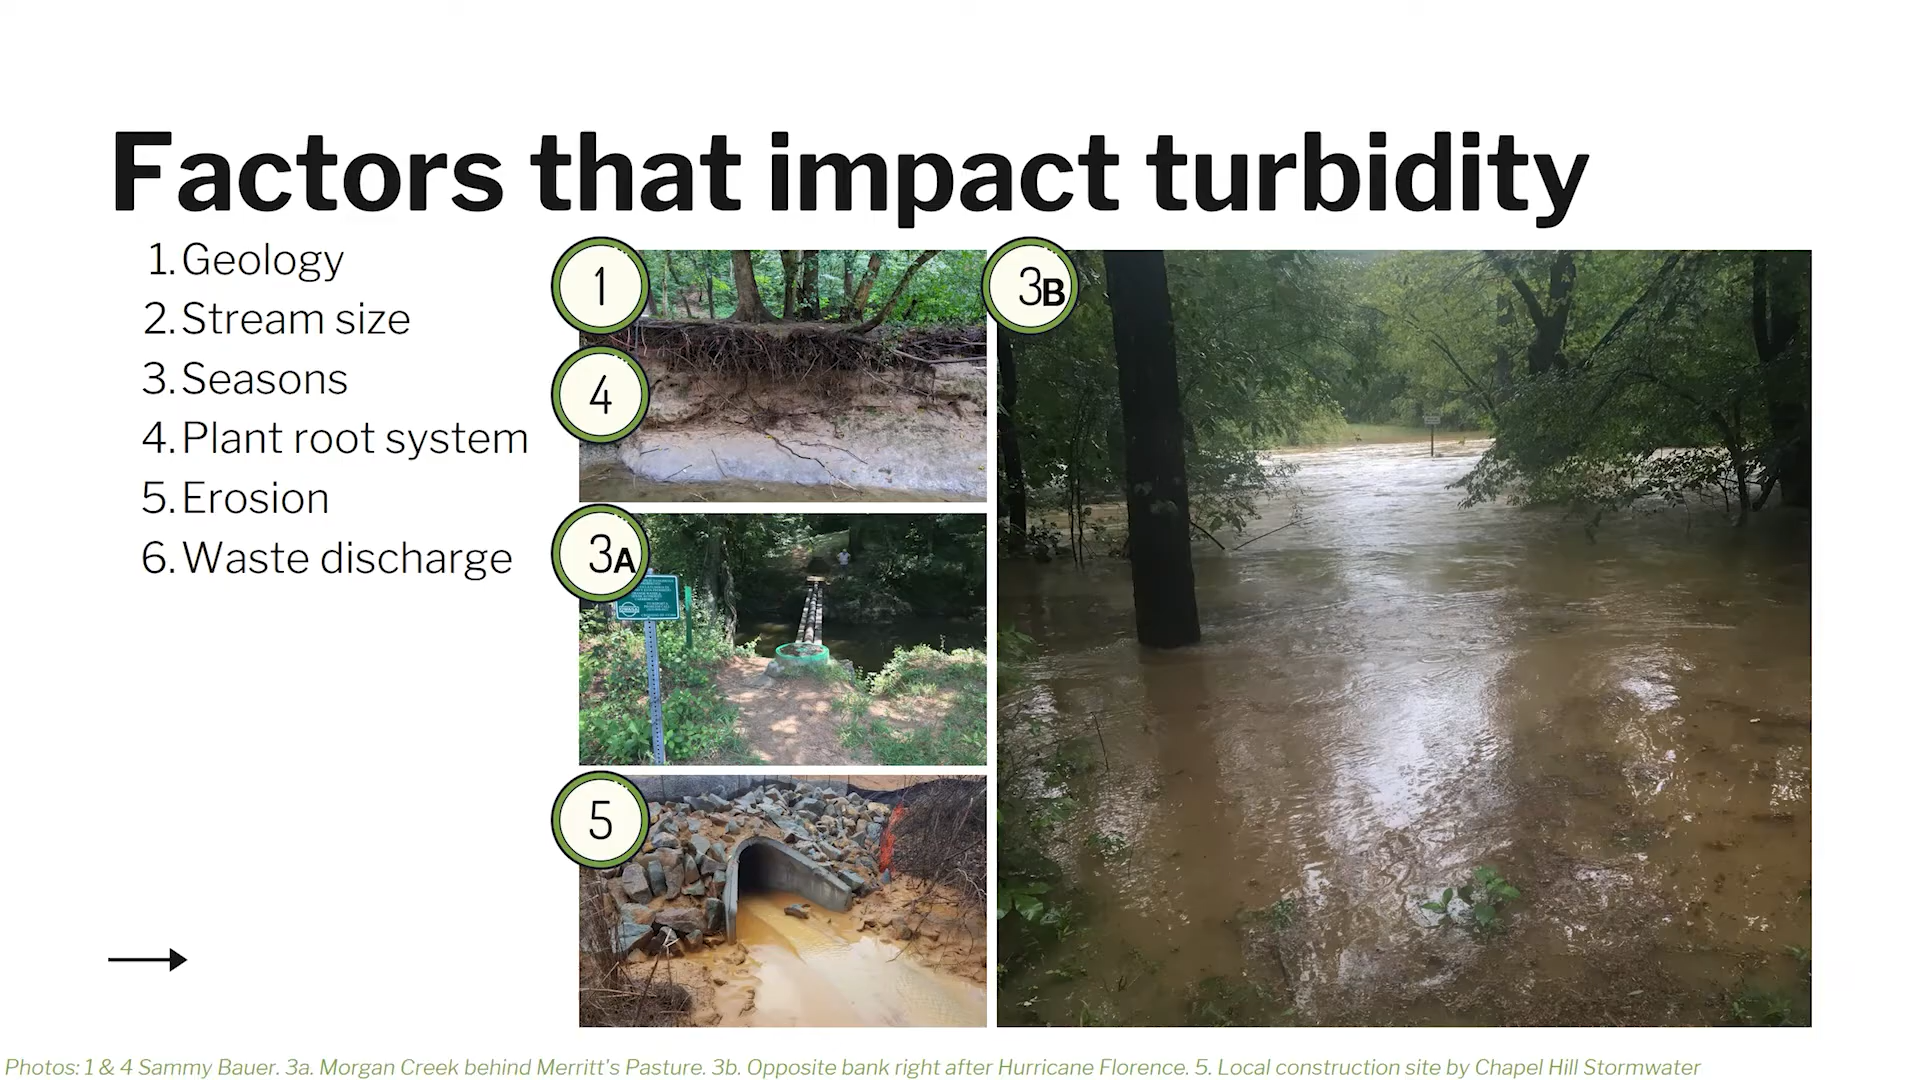 Factors that impact turbidity
1. Geology
2. Stream size
3. Seasons
4. Plant root system
5. Erosion
6. Waste discharge
1
4
3A
5
3B
Photos: 1 & 4 Sammy Bauer. 3a. Morgan Creek behind Merritt's Pasture. 3b. Opposite bank right after Hurricane Florence. 5. Local construction site by Chapel Hill Stormwater